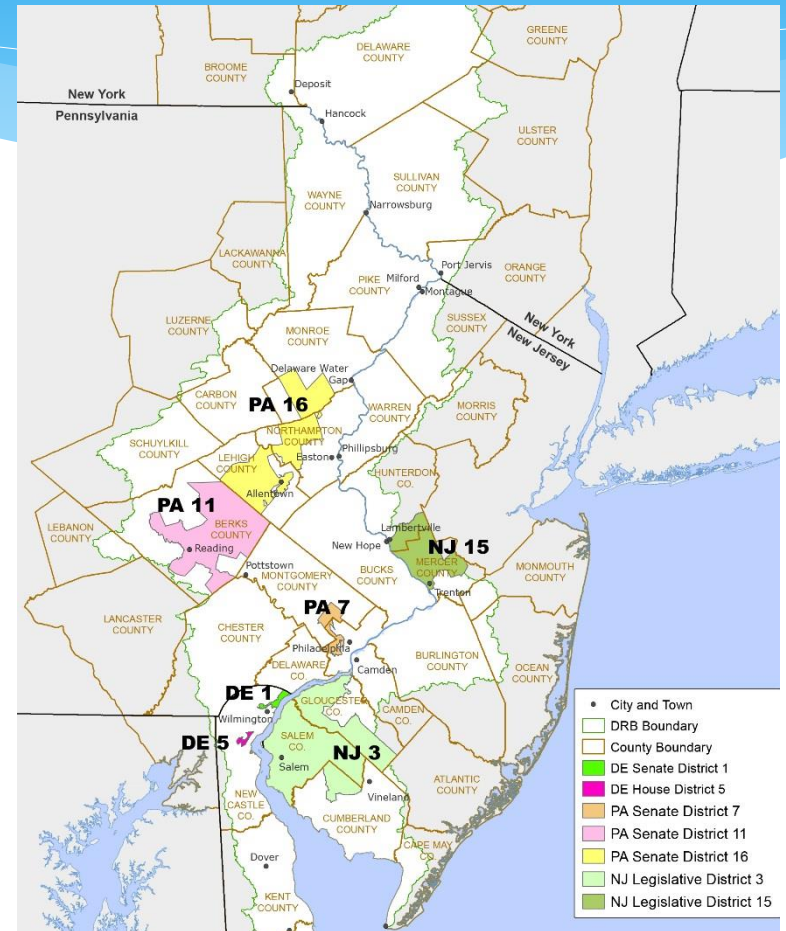 GREENE
COUNTY
DELAWARE
COUNTY
BROOME
COUNTY
Deposit
New York
Pennsylvania
Hancock
ULSTER
COUNTY
SULLIVAN
COUNTY
WAYNE
COUNTY
Narrowsburg
LACKAWANNA
COUNTY
Port Jervis
ORANGE
COUNTY
PIKE
COUNTY
Milford
Montague
LUZERNE
COUNTY
SUSSEX
COUNTY
New York
New Jersey
MONROE
COUNTY
Delaware Water
Gap
CARBON
COUNTY
PA 16
WARREN
COUNTY
MORRIS
COUNTY
NORTHAMPTON
COUNTY
SCHUYLKILL
COUNTY
Easton
Phillipsburg
LEHIGH
COUNTY
HUNTERDON
CO.
Allentown
PA 11
BERKS
COUNTY
LEBANON
COUNTY
Reading
Lambertville
New Hope
NJ 15
MERCER
COUNTY
MONMOUTH
COUNTY
Pottstown
MONTGOMERY
COUNTY
BUCKS
COUNTY
Trenton
LANCASTER
COUNTY
PA 7
CHESTER
COUNTY
Philadelphia
BURLINGTON
COUNTY
DELAWARE
CO.
Camden
OCEAN
COUNTY
DE 1
GLOUCESTER
CO.
CAMDEN
CO.
Wilmington
DE 5
SALEM
CO.
NJ 3
Salem
ATLANTIC
COUNTY
NEW
CASTLE
CO.
Vineland
CUMBERLAND
COUNTY
CAPE MAY
CO.
Dover
KENT
COUNTY
City and Town
DRB Boundary
County Boundary
DE Senate District 1
DE House District 5
PA Senate District 7
PA Senate District 11
PA Senate District 16
NJ Legislative District 3
NJ Legislative District 15